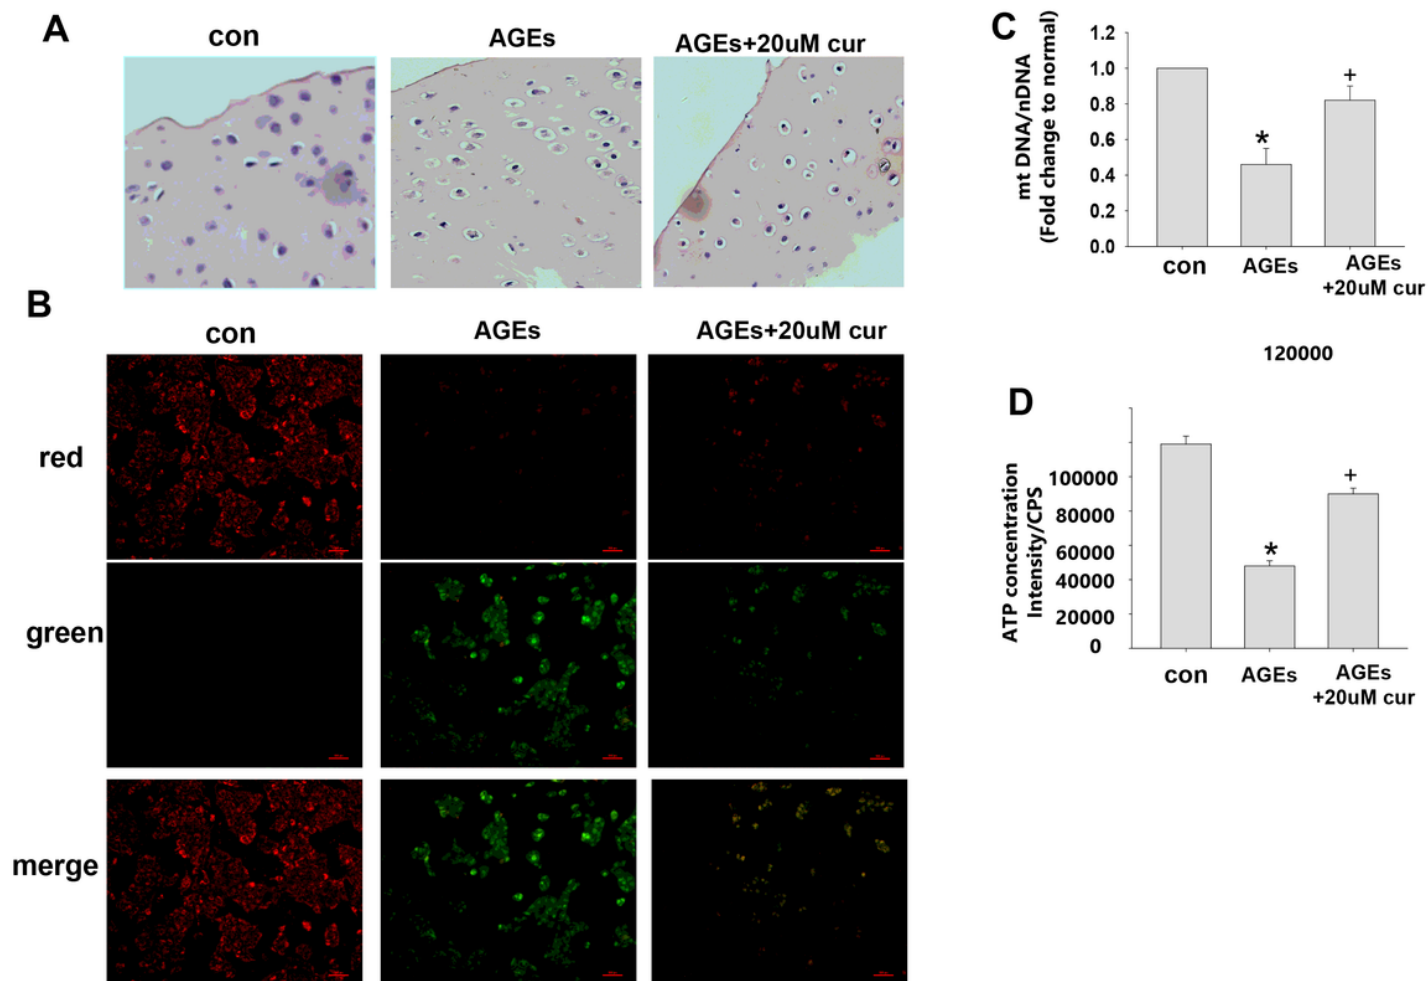 A
con
AGEs
AGEs+20uM cur
B
con
AGEs
AGEs+20uM cur
red
green
merge
C
mt DNA/nDNA
(Fold change to normal)
1.2
1.0
0.8
0.6
0.4
0.2
0.0
*
+
con
AGEs
AGEs
+20uM cur
120000
D
ATP concentration
Intensity/CPS
100000
80000
60000
40000
20000
0
*
+
con
AGEs
AGEs
+20uM cur